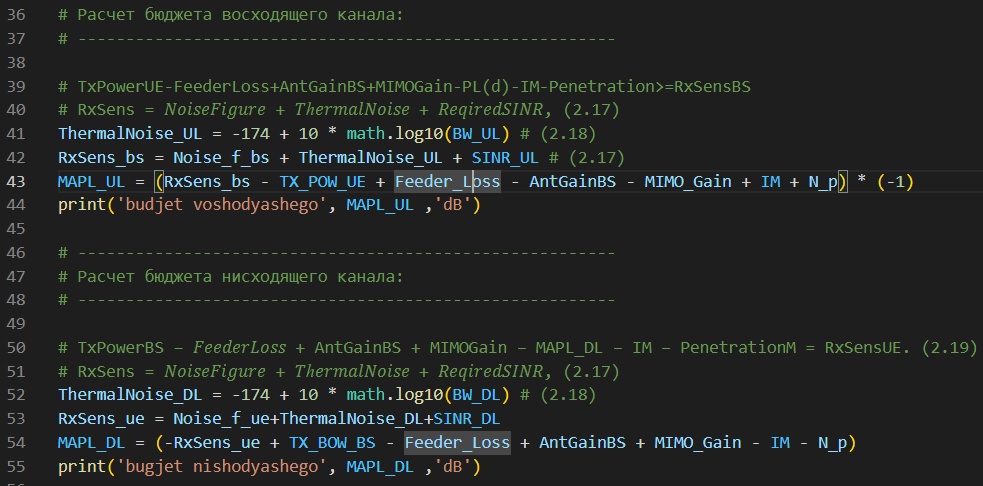 36 # Расчет бюджета восходящего канала:
37 # --------------------------------------------------------
38
39 # TxPowerUE-FeederLoss+AntGainBS+MIMOGain-PL(d)-IM-Penetration>=RxSensBS
40 # RxSens = NoiseFigure + ThermalNoise + ReqiredSINR, (2.17)
41 ThermalNoise_UL = -174 + 10 * math.log10(BW_UL) # (2.18)
42 RxSens_bs = Noise_f_bs + ThermalNoise_UL + SINR_UL # (2.17)
43 MAPL_UL = (RxSens_bs - TX_POW_UE + Feeder_Loss - AntGainBS - MIMO_Gain + IM + N_p) * (-1)
44 print('budjet voshodyashego', MAPL_UL ,'dB')
45
46 # --------------------------------------------------------
47 # Расчет бюджета нисходящего канала:
48 # --------------------------------------------------------
49
50 # TxPowerBS – FeederLoss + AntGainBS + MIMOGain – MAPL_DL – IM – PenetrationM = RxSensUE. (2.19)
51 # RxSens = NoiseFigure + ThermalNoise + ReqiredSINR, (2.17)
52 ThermalNoise_DL = -174 + 10 * math.log10(BW_DL) # (2.18)
53 RxSens_ue = Noise_f_ue+ThermalNoise_DL+SINR_DL
54 MAPL_DL = (-RxSens_ue + TX_BOW_BS - Feeder_Loss + AntGainBS + MIMO_Gain - IM - N_p)
55 print('bugjet nishodyashego', MAPL_DL ,'dB')